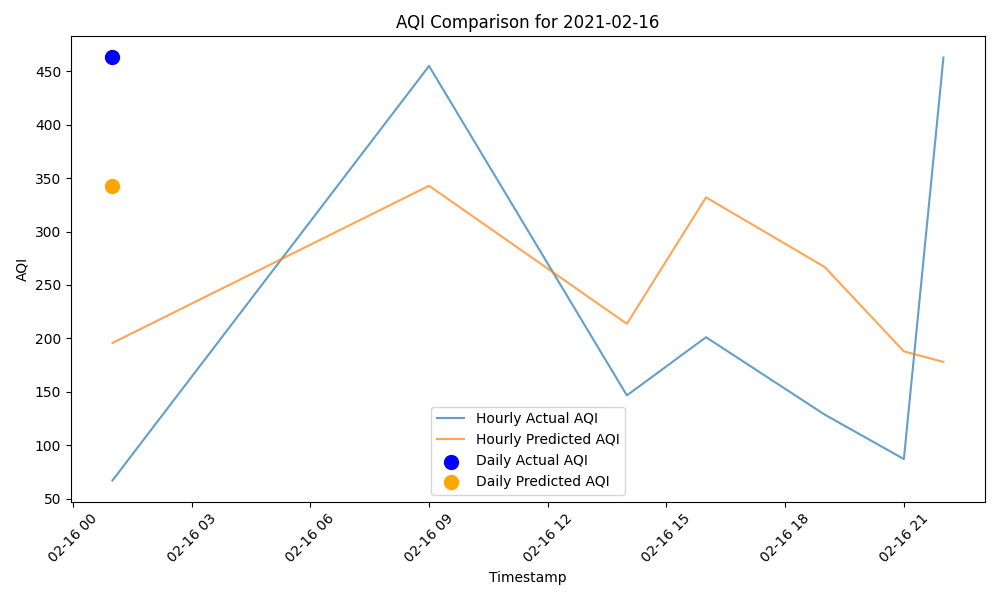 AQI Comparison for 2021-02-16
AQI
450
400
350
300
250
200
150
100
50
Hourly Actual AQI
Hourly Predicted AQI
Daily Actual AQI
Daily Predicted AQI
02-16 00
02-16 03
02-16 06
02-16 09
02-16 12
02-16 15
02-16 18
02-16 21
Timestamp